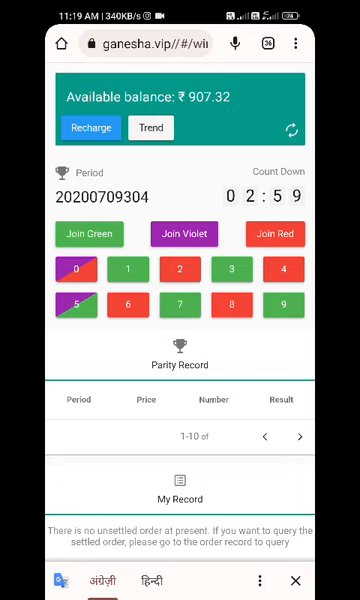 11:19 AM | 340KB/s
74
ganesha.vip//#/wi
36
Available balance: ₹ 907.32
Recharge Trend
Period Count Down
20200709304 0 2 : 5 9
Join Green Join Violet Join Red
0 1 2 3 4
5 6 7 8 9
Parity Record
Period Price Number Result
1-10 of
My Record
There is no unsettled order at present. If you want to query the
settled order, please go to the order record to query
अंग्रेज़ी हिन्दी